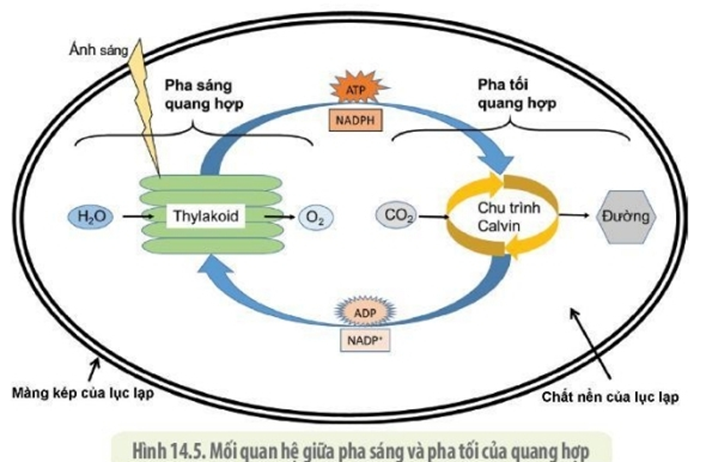 Ánh sáng
Pha sáng
quang hợp
ATP
NADPH
Pha tối
quang hợp
H₂O
Thylakoid
O₂
CO₂
Chu trình
Calvin
Đường
ADP
NADP⁺
Màng kép của lục lạp
Chất nền của lục lạp
Hình 14.5. Mối quan hệ giữa pha sáng và pha tối của quang hợp